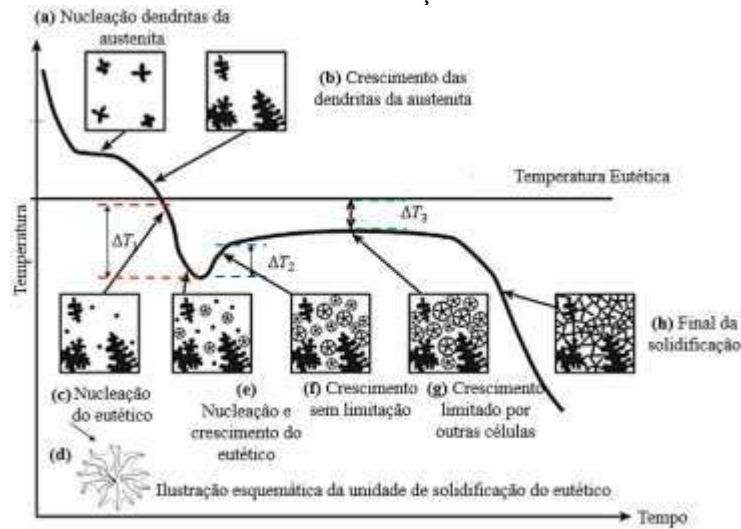 (a) Nucleação dendritas da
austenita
(b) Crescimento das
dendritas da austenita
Temperatura Eutética
Temperatura
ΔT1
ΔT2
ΔT3
(c) Nucleação
do eutético
(d)
(e)
Nucleação e
crescimento do
eutético
(f) Crescimento
sem limitação
(g) Crescimento
limitado por
outras células
(h) Final da
solidificação
Ilustração esquemática da unidade de solidificação do eutético
Tempo